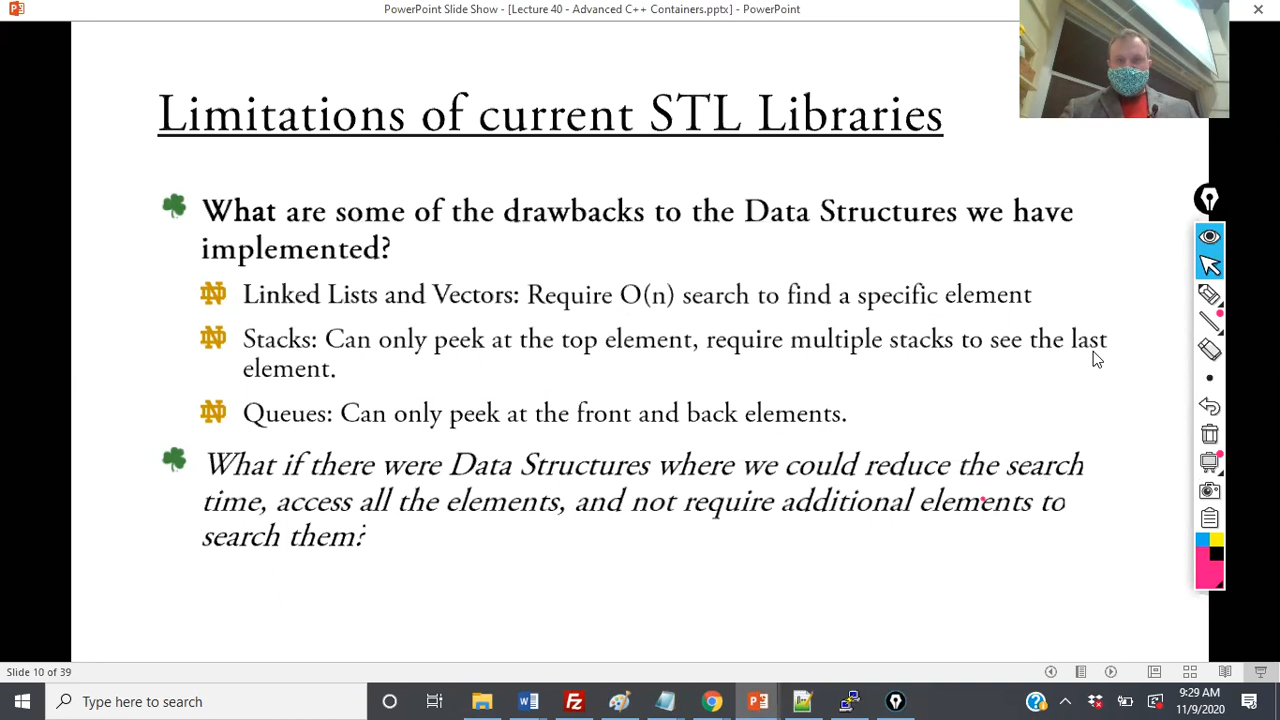 PowerPoint Slide Show - [Lecture 40 - Advanced C++ Containers.pptx] - PowerPoint
Limitations of current STL Libraries
What are some of the drawbacks to the Data Structures we have
implemented?
Linked Lists and Vectors: Require O(n) search to find a specific element
Stacks: Can only peek at the top element, require multiple stacks to see the last
element.
Queues: Can only peek at the front and back elements.
What if there were Data Structures where we could reduce the search
time, access all the elements, and not require additional elements to
search them?
Slide 10 of 39
Type here to search
9:29 AM
11/9/2020